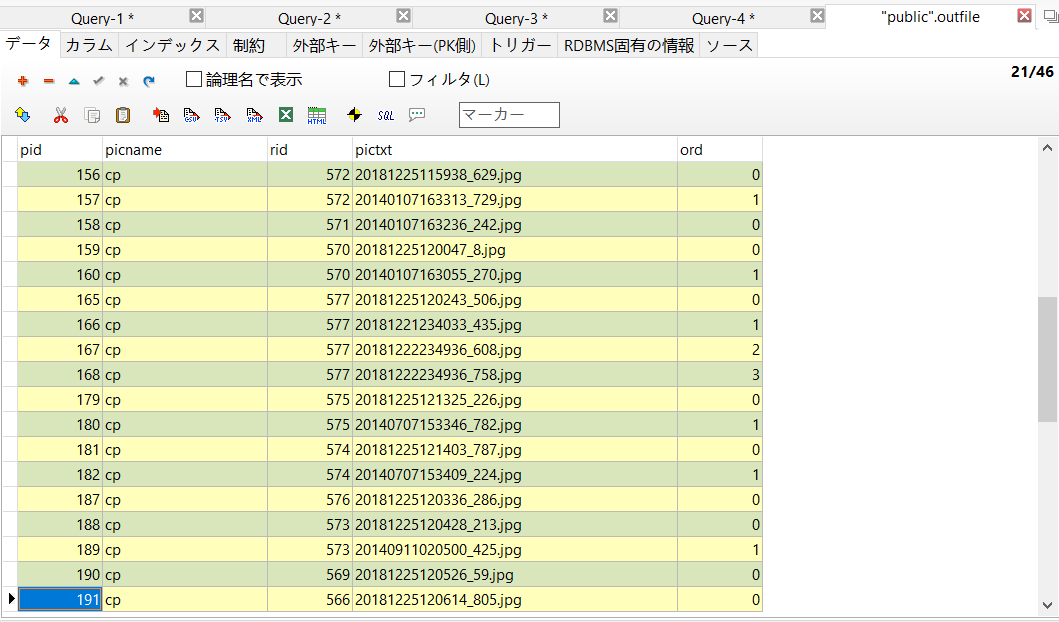 Query-1 * Query-2 * Query-3 * Query-4 * "public".outfile
データ カラム インデックス 制約 外部キー 外部キー(PK側) トリガー RDBMS固有の情報 ソース
論理名で表示 フィルタ(L) 21/46
CSV TSV XML HTML SQL マーカー
pid picname rid pictxt ord
156 cp 572 20181225115938_629.jpg 0
157 cp 572 20140107163313_729.jpg 1
158 cp 571 20140107163236_242.jpg 0
159 cp 570 20181225120047_8.jpg 0
160 cp 570 20140107163055_270.jpg 1
165 cp 577 20181225120243_506.jpg 0
166 cp 577 20181221234033_435.jpg 1
167 cp 577 20181222234936_608.jpg 2
168 cp 577 20181222234936_758.jpg 3
179 cp 575 20181225121325_226.jpg 0
180 cp 575 20140707153346_782.jpg 1
181 cp 574 20181225121403_787.jpg 0
182 cp 574 20140707153409_224.jpg 1
187 cp 576 20181225120336_286.jpg 0
188 cp 573 20181225120428_213.jpg 0
189 cp 573 20140911020500_425.jpg 1
190 cp 569 20181225120526_59.jpg 0
191 cp 566 20181225120614_805.jpg 0